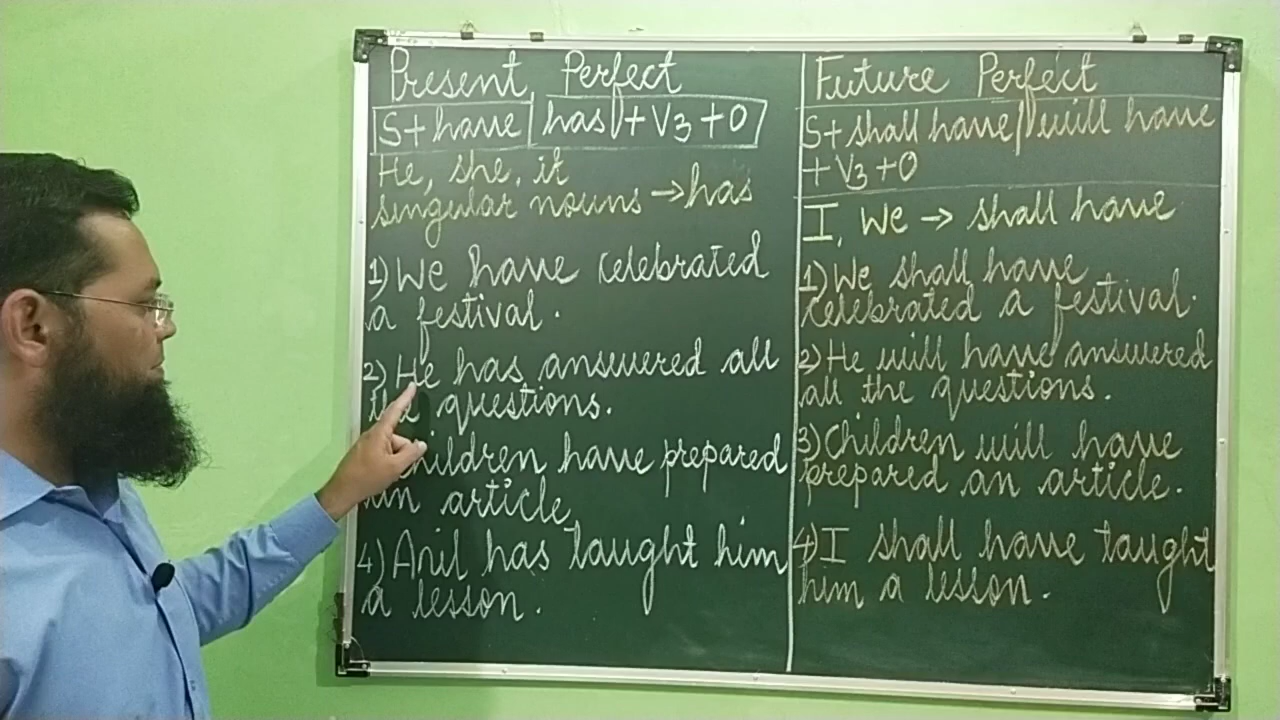 Present Perfect
S+have/has+V3+O
He, she, it
singular nouns →has
1) We have celebrated
a festival.
2) He has answered all
the questions.
Children have prepared
an article
4) Anil has taught him
a lesson.
Future Perfect
S+shall have/will have
+V3+O
I, We → shall have
1) We shall have
celebrated a festival.
2) He will have answered
all the questions.
3) Children will have
prepared an article.
4) I shall have taught
him a lesson.